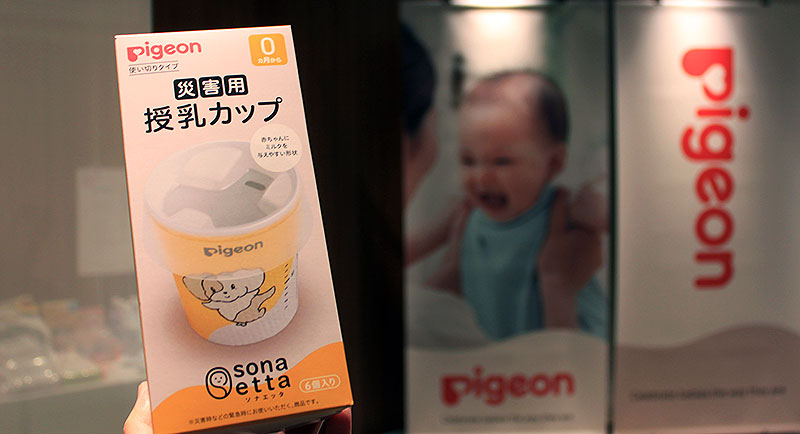 Pigeon
0
カ月から
使い切りタイプ
災害用
授乳カップ
赤ちゃんに
ミルクを
与えやすい形状
Pigeon
sona
etta
ソナエッタ
6個入り
※災害時などの緊急時にお使いいただく、商品です。
Pigeon
Pigeon